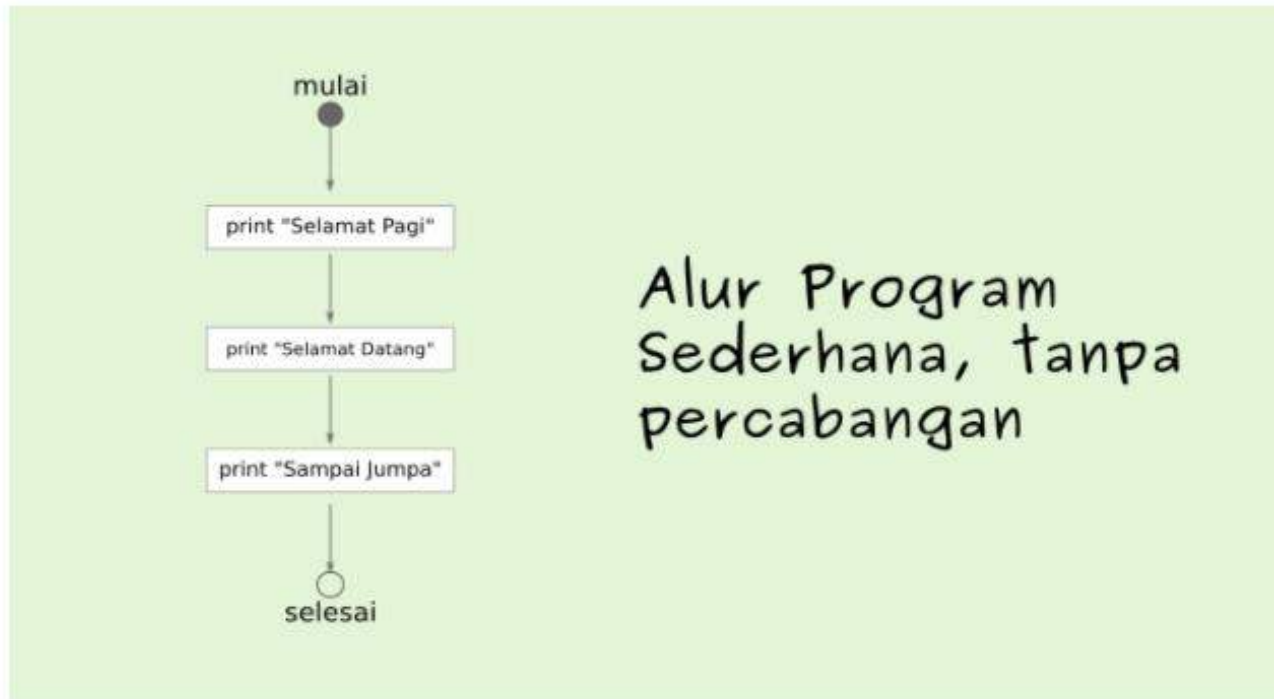 mulai
print "Selamat Pagi"
print "Selamat Datang"
print "Sampai Jumpa"
selesai
Alur Program
Sederhana, tanpa
percabangan